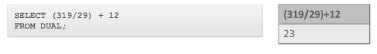 SELECT (319/29) + 12
FROM DUAL;
(319/29)+12
23